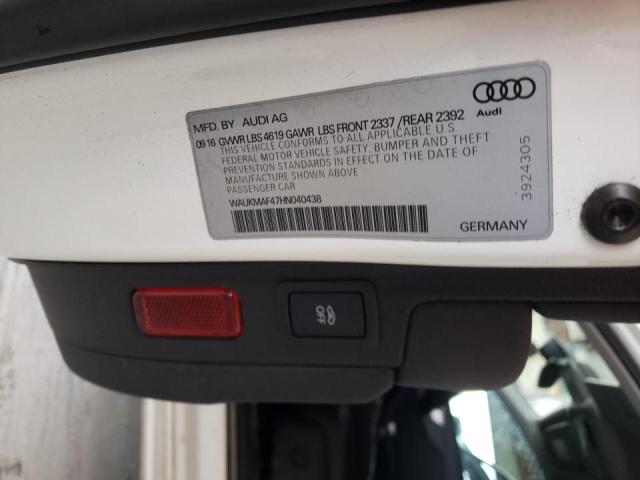 MFD. BY AUDI AG
09 16 GVWR LBS 4619 GAWR LBS FRONT 2337 / REAR 2392
THIS VEHICLE CONFORMS TO ALL APPLICABLE U S
FEDERAL MOTOR VEHICLE SAFETY, BUMPER AND THEFT
PREVENTION STANDARDS IN EFFECT ON THE DATE OF
MANUFACTURE SHOWN ABOVE
PASSENGER CAR
WAUKMAF47HN040438
Audi
3924305
GERMANY
OFF